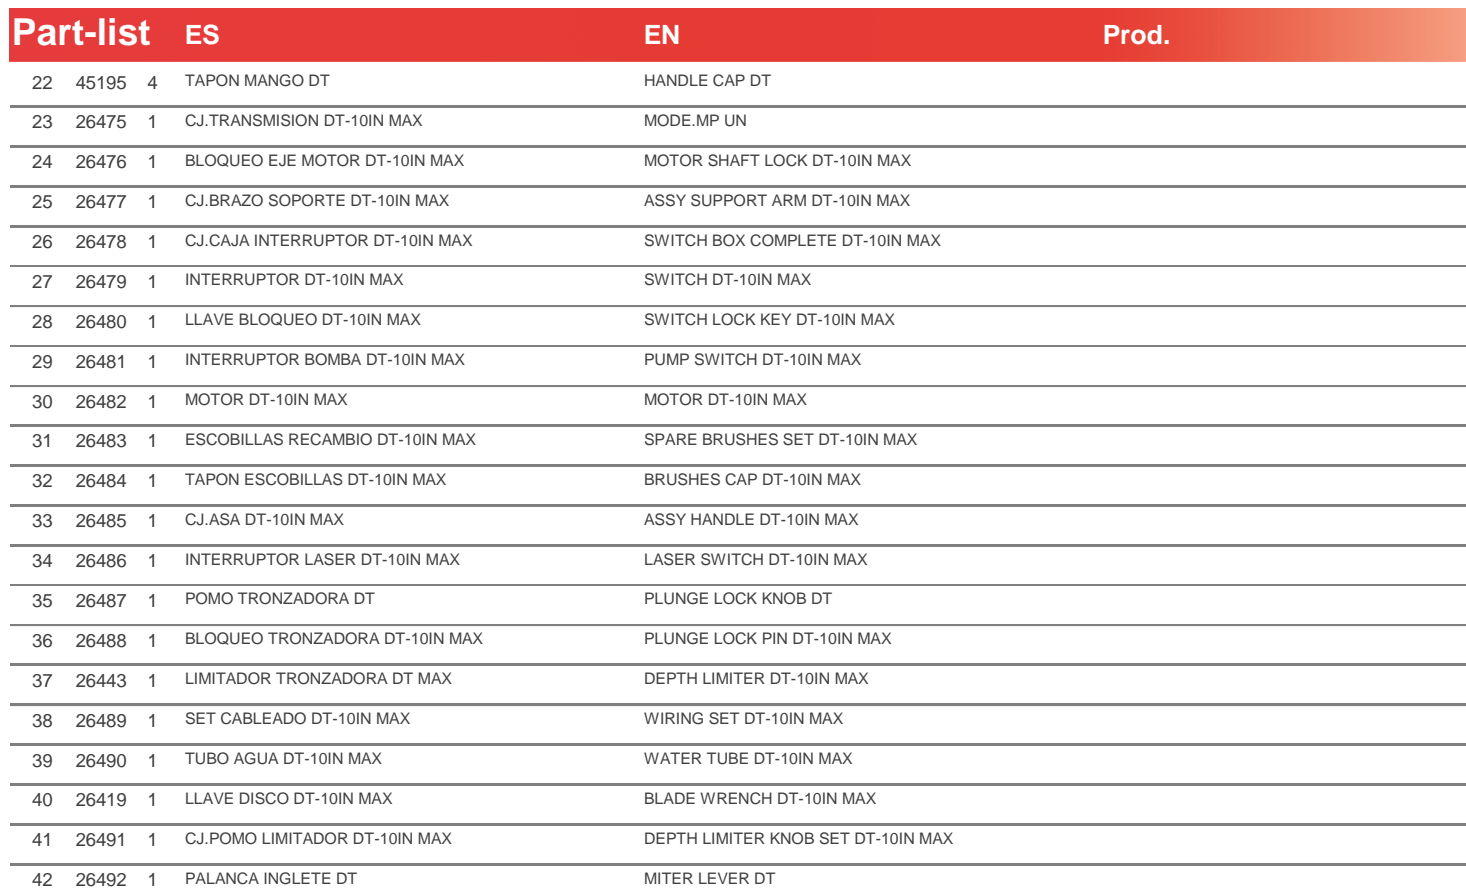 Part-list ES EN Prod.
22 45195 4 TAPON MANGO DT HANDLE CAP DT
23 26475 1 CJ.TRANSMISION DT-10IN MAX MODE.MP UN
24 26476 1 BLOQUEO EJE MOTOR DT-10IN MAX MOTOR SHAFT LOCK DT-10IN MAX
25 26477 1 CJ.BRAZO SOPORTE DT-10IN MAX ASSY SUPPORT ARM DT-10IN MAX
26 26478 1 CJ.CAJA INTERRUPTOR DT-10IN MAX SWITCH BOX COMPLETE DT-10IN MAX
27 26479 1 INTERRUPTOR DT-10IN MAX SWITCH DT-10IN MAX
28 26480 1 LLAVE BLOQUEO DT-10IN MAX SWITCH LOCK KEY DT-10IN MAX
29 26481 1 INTERRUPTOR BOMBA DT-10IN MAX PUMP SWITCH DT-10IN MAX
30 26482 1 MOTOR DT-10IN MAX MOTOR DT-10IN MAX
31 26483 1 ESCOBILLAS RECAMBIO DT-10IN MAX SPARE BRUSHES SET DT-10IN MAX
32 26484 1 TAPON ESCOBILLAS DT-10IN MAX BRUSHES CAP DT-10IN MAX
33 26485 1 CJ.ASA DT-10IN MAX ASSY HANDLE DT-10IN MAX
34 26486 1 INTERRUPTOR LASER DT-10IN MAX LASER SWITCH DT-10IN MAX
35 26487 1 POMO TRONZADORA DT PLUNGE LOCK KNOB DT
36 26488 1 BLOQUEO TRONZADORA DT-10IN MAX PLUNGE LOCK PIN DT-10IN MAX
37 26443 1 LIMITADOR TRONZADORA DT MAX DEPTH LIMITER DT-10IN MAX
38 26489 1 SET CABLEADO DT-10IN MAX WIRING SET DT-10IN MAX
39 26490 1 TUBO AGUA DT-10IN MAX WATER TUBE DT-10IN MAX
40 26419 1 LLAVE DISCO DT-10IN MAX BLADE WRENCH DT-10IN MAX
41 26491 1 CJ.POMO LIMITADOR DT-10IN MAX DEPTH LIMITER KNOB SET DT-10IN MAX
42 26492 1 PALANCA INGLETE DT MITER LEVER DT